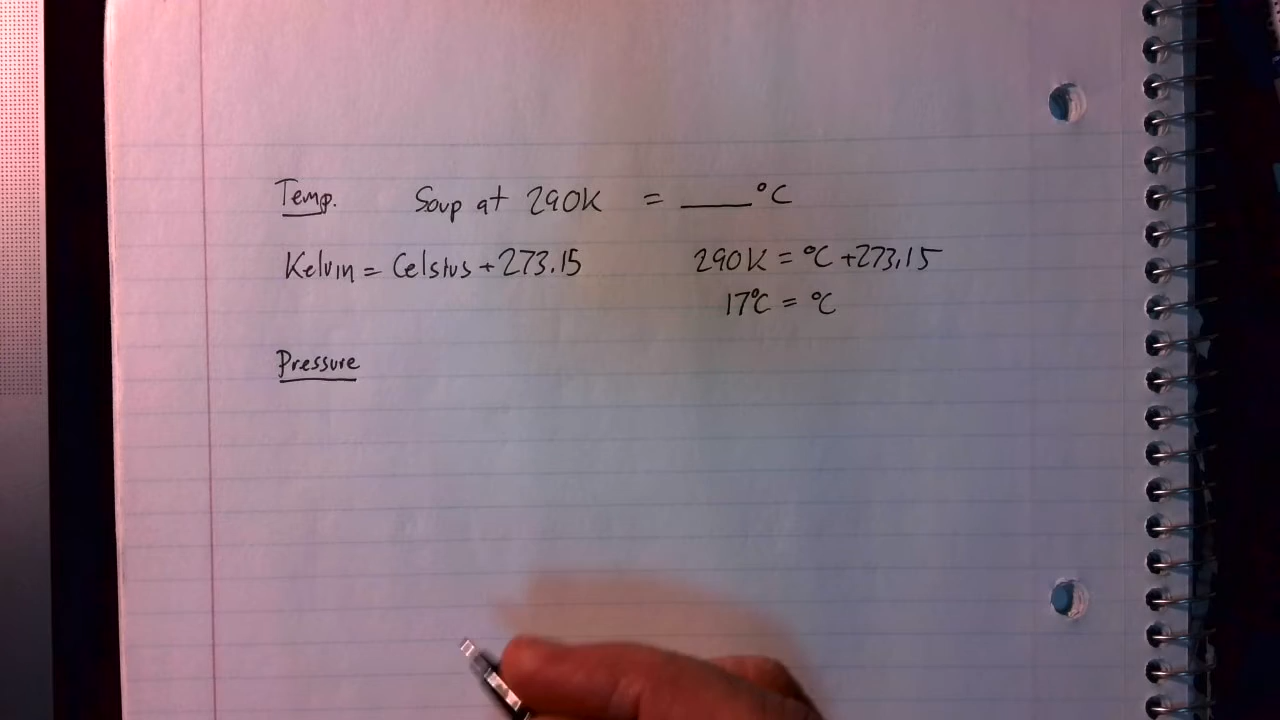 Temp. Soup at 290K = ____ °C
Kelvin = Celsius + 273.15 290K = °C + 273.15
17°C = °C
Pressure